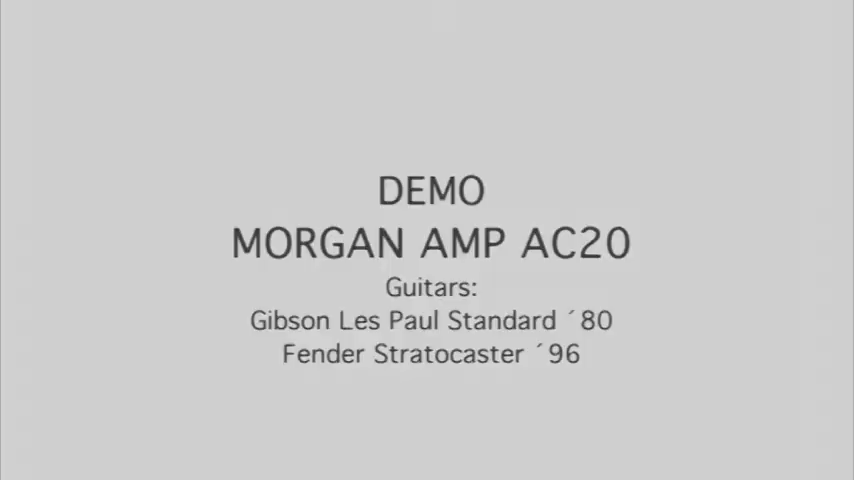 DEMO
MORGAN AMP AC20
Guitars:
Gibson Les Paul Standard ´80
Fender Stratocaster ´96